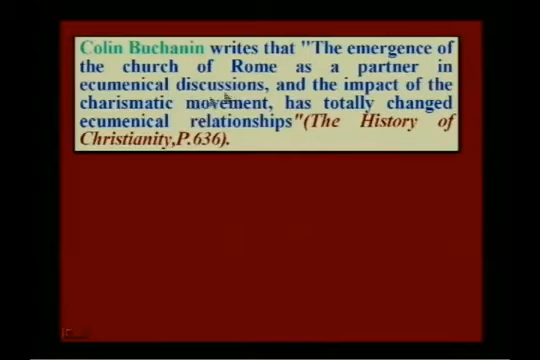 Colin Buchanin writes that "The emergence of
the church of Rome as a partner in
ecumenical discussions, and the impact of the
charismatic movement, has totally changed
ecumenical relationships"(The History of
Christianity,P.636).